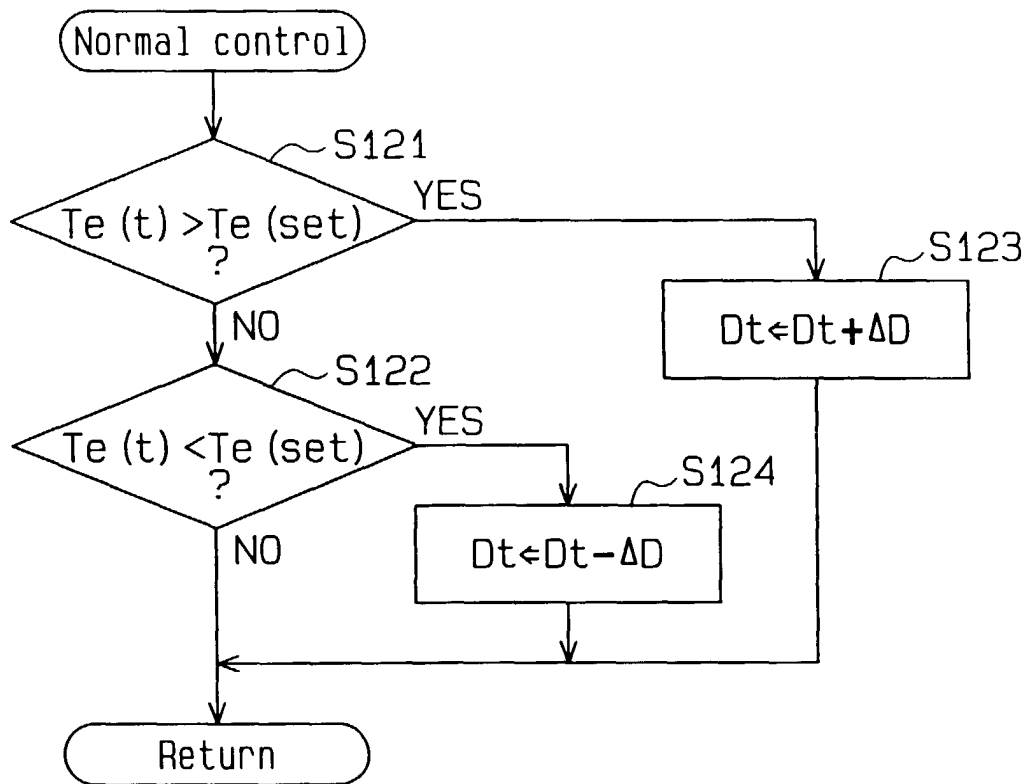 Normal control
S121
Te (t) >Te (set)
?
YES
NO
S123
Dt⇐Dt+ΔD
S122
Te (t) <Te (set)
?
YES
NO
S124
Dt⇐Dt−ΔD
Return